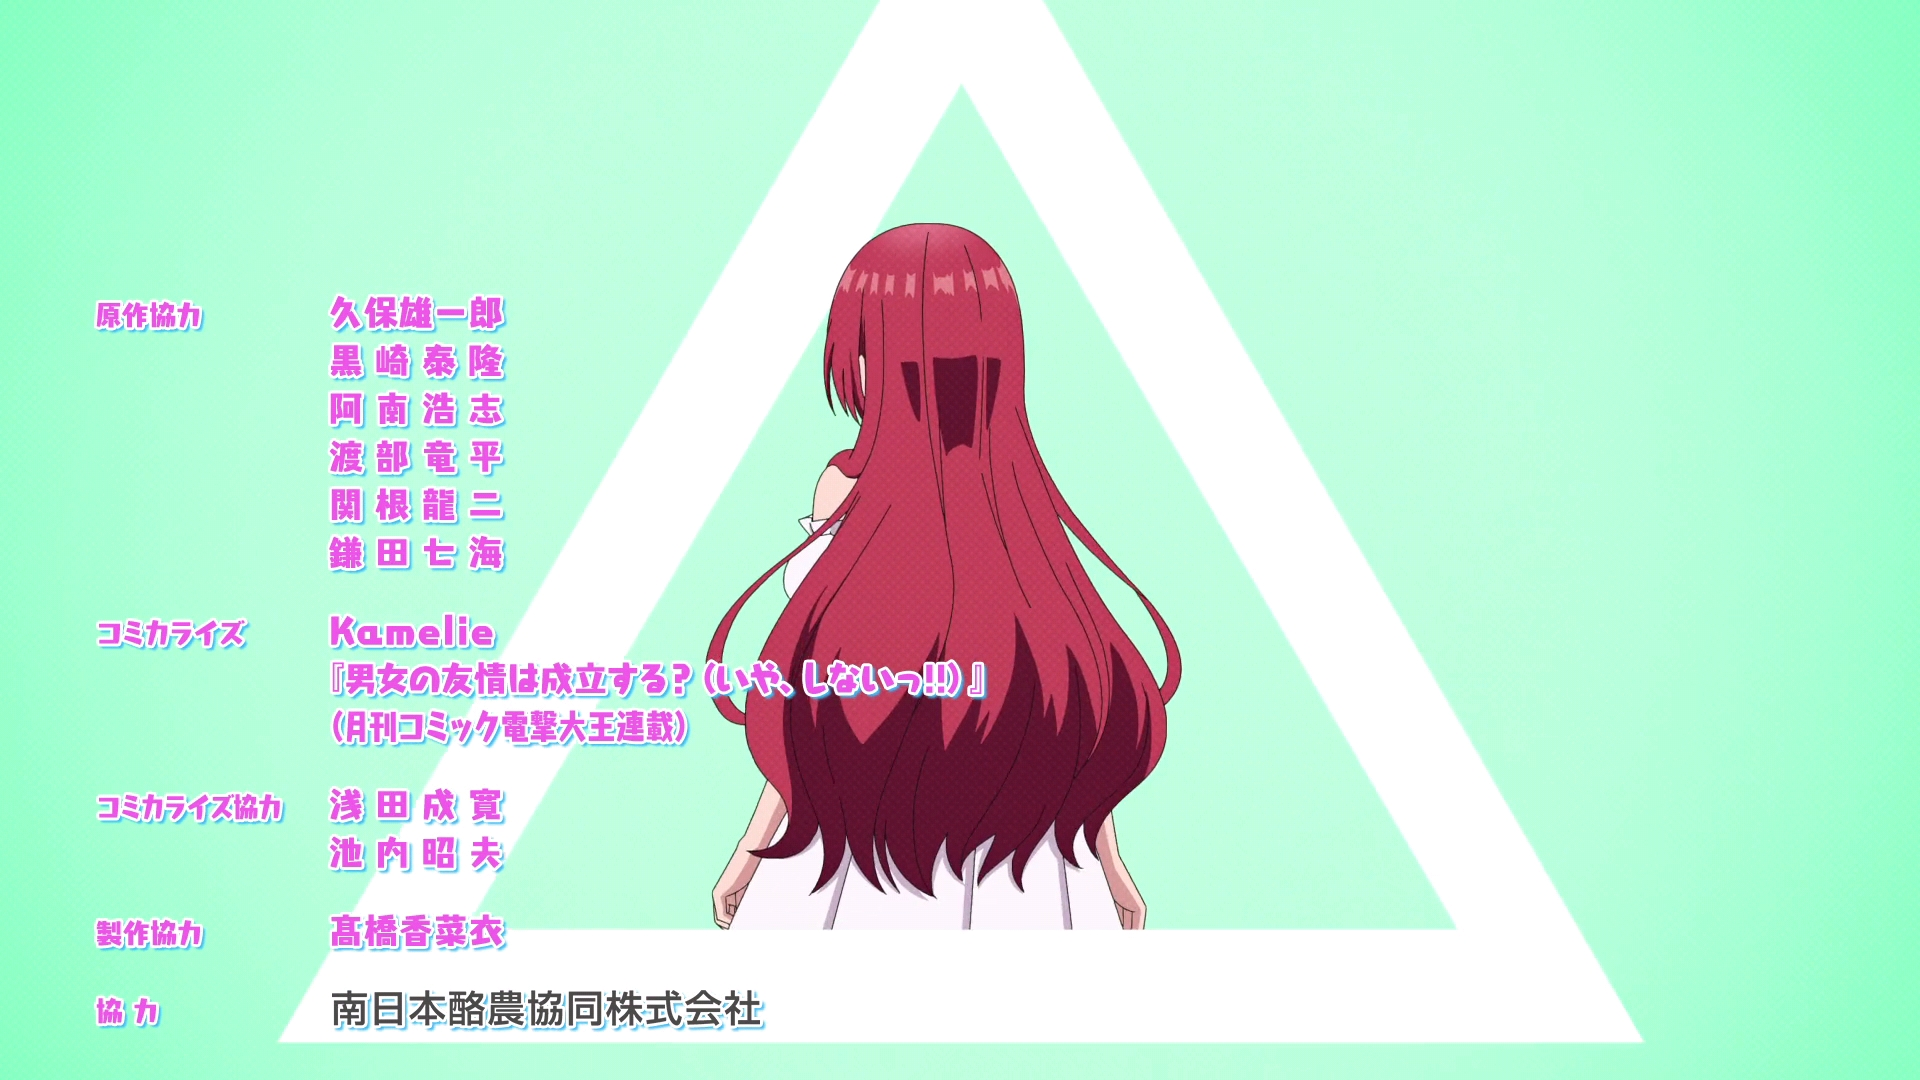 原作協力 久保雄一郎
黒崎泰隆
阿南浩志
渡部竜平
関根龍二
鎌田七海
コミカライズ Kamelie
『男女の友情は成立する？（いや、しないっ!!）』
（月刊コミック電撃大王連載）
コミカライズ協力 浅田成寛
池内昭夫
製作協力 髙橋香菜衣
協力 南日本酪農協同株式会社